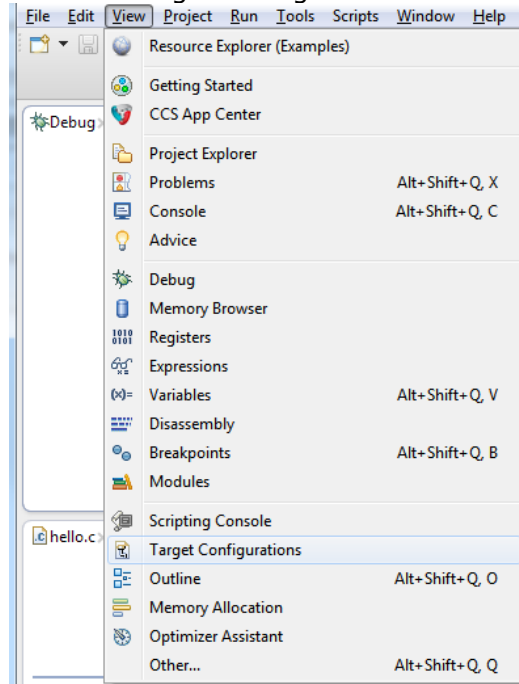 File Edit View Project Run Tools Scripts Window Help
Resource Explorer (Examples)
Getting Started
CCS App Center
Debug
Project Explorer
Problems Alt+Shift+Q, X
Console Alt+Shift+Q, C
Advice
Debug
Memory Browser
1010
0101
Registers
Expressions
(x)= Variables Alt+Shift+Q, V
Disassembly
Breakpoints Alt+Shift+Q, B
Modules
Scripting Console
hello.c
Target Configurations
Outline Alt+Shift+Q, O
Memory Allocation
Optimizer Assistant
Other... Alt+Shift+Q, Q